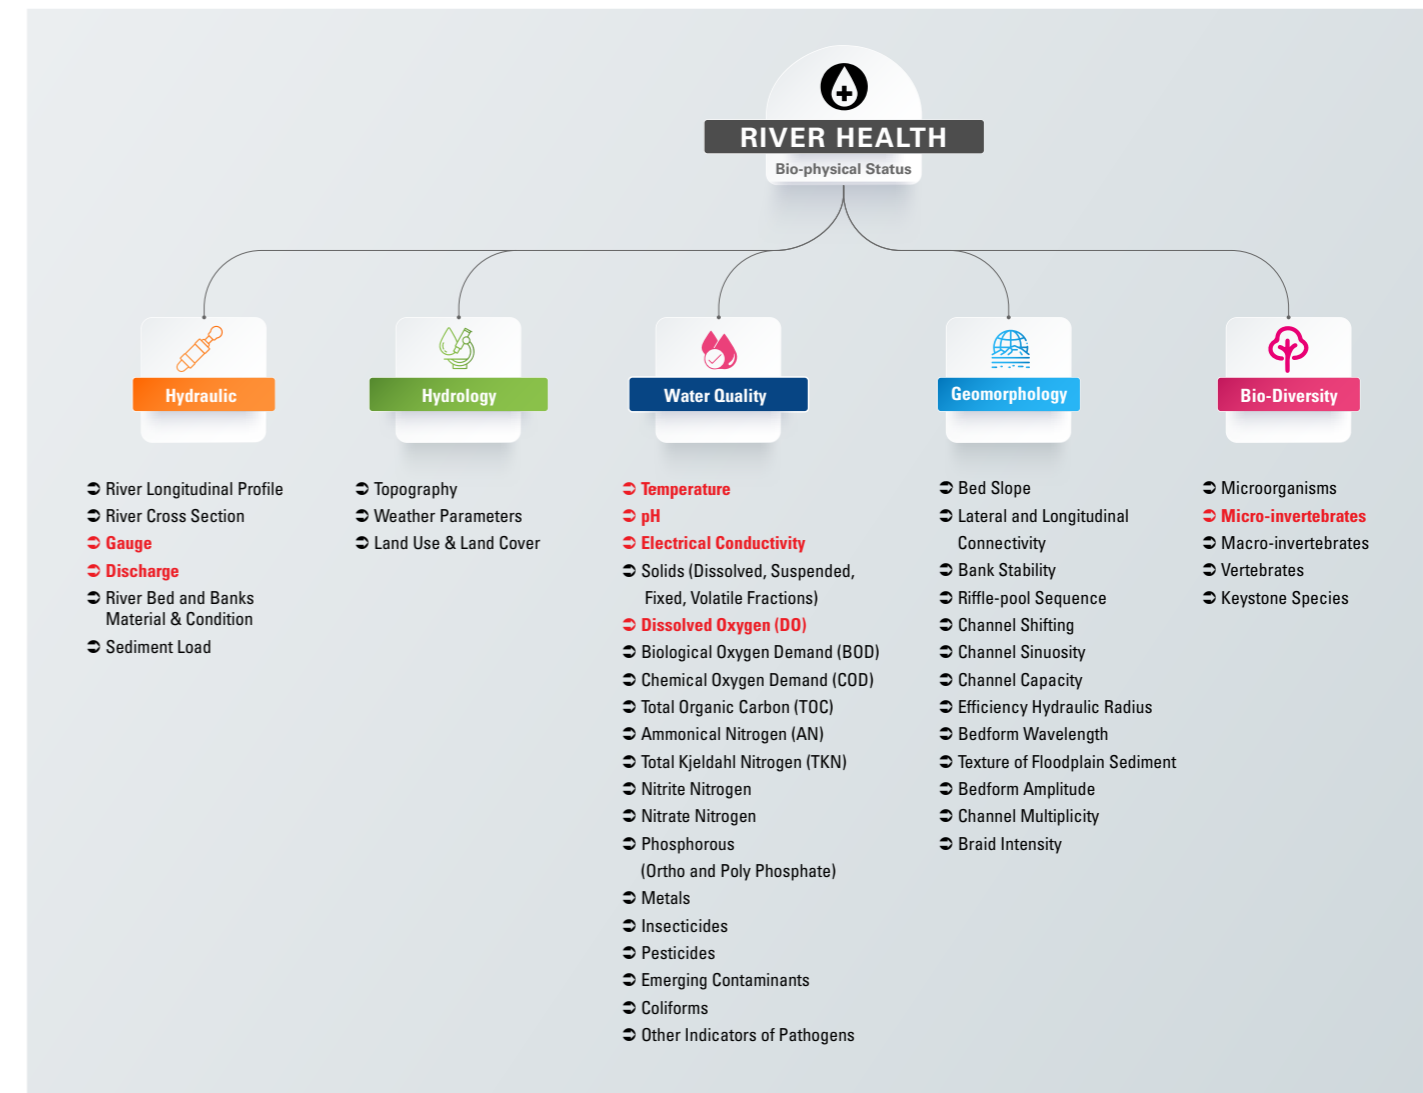 RIVER HEALTH
Bio-physical Status
Hydraulic
River Longitudinal Profile
River Cross Section
Gauge
Discharge
River Bed and Banks
Material & Condition
Sediment Load
Hydrology
Topography
Weather Parameters
Land Use & Land Cover
Water Quality
Temperature
pH
Electrical Conductivity
Solids (Dissolved, Suspended,
Fixed, Volatile Fractions)
Dissolved Oxygen (DO)
Biological Oxygen Demand (BOD)
Chemical Oxygen Demand (COD)
Total Organic Carbon (TOC)
Ammonical Nitrogen (AN)
Total Kjeldahl Nitrogen (TKN)
Nitrite Nitrogen
Nitrate Nitrogen
Phosphorous
(Ortho and Poly Phosphate)
Metals
Insecticides
Pesticides
Emerging Contaminants
Coliforms
Other Indicators of Pathogens
Geomorphology
Bed Slope
Lateral and Longitudinal
Connectivity
Bank Stability
Riffle-pool Sequence
Channel Shifting
Channel Sinuosity
Channel Capacity
Efficiency Hydraulic Radius
Bedform Wavelength
Texture of Floodplain Sediment
Bedform Amplitude
Channel Multiplicity
Braid Intensity
Bio-Diversity
Microorganisms
Micro-invertebrates
Macro-invertebrates
Vertebrates
Keystone Species